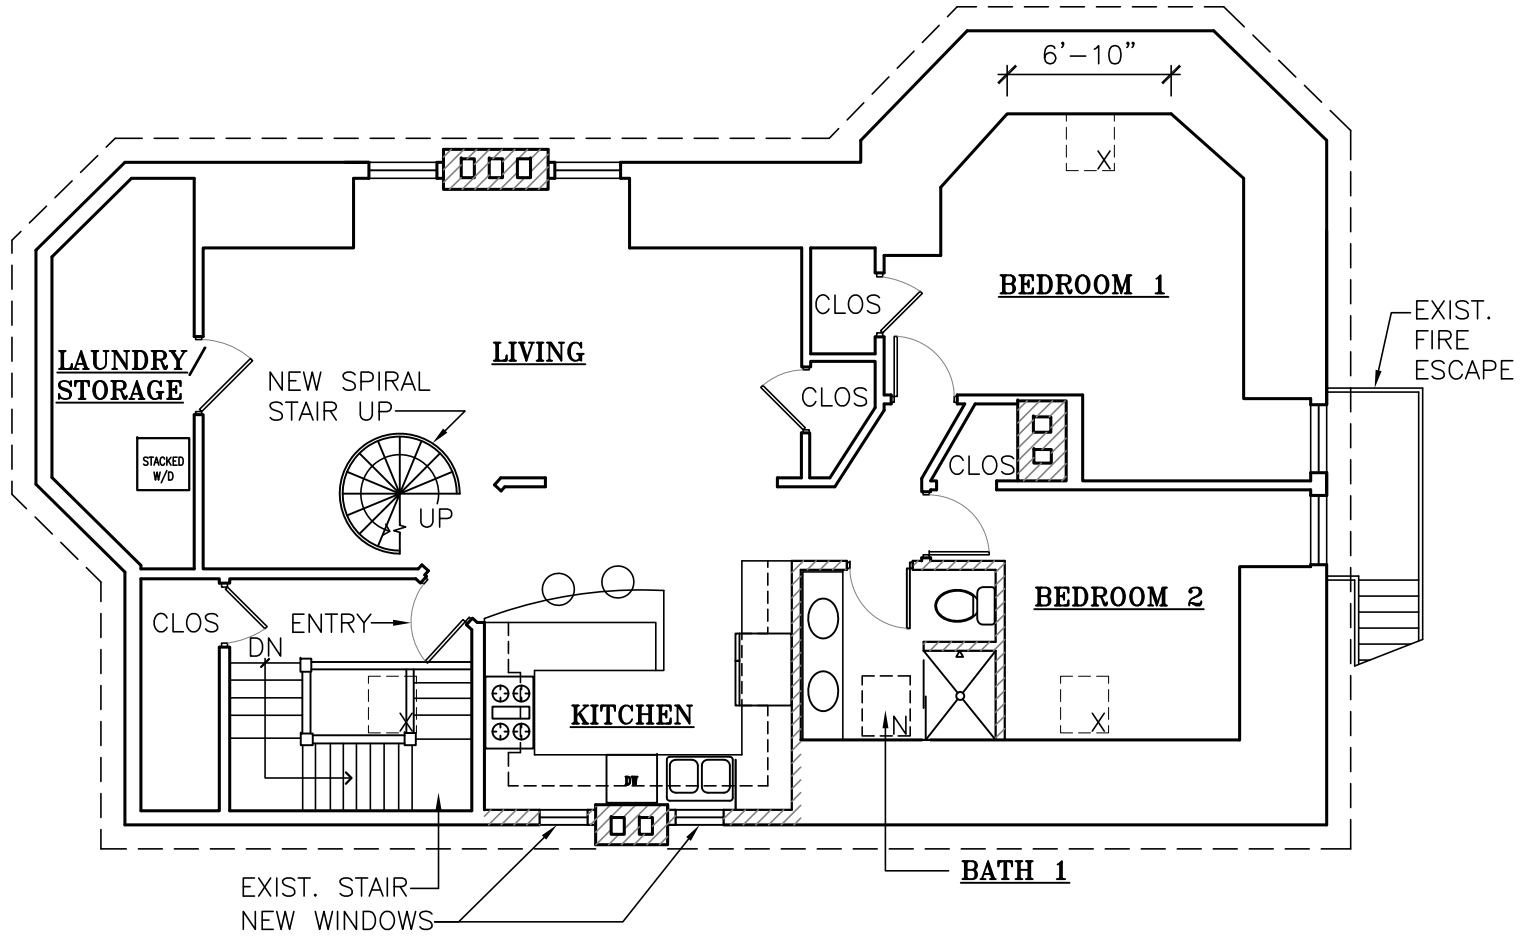 6'-10"
X
BEDROOM 1
CLOS
EXIST.
FIRE
ESCAPE
LIVING
LAUNDRY/
STORAGE
NEW SPIRAL
STAIR UP
CLOS
STACKED
W/D
CLOS
UP
BEDROOM 2
CLOS
ENTRY
DN
KITCHEN
X
N
X
DW
BATH 1
EXIST. STAIR
NEW WINDOWS